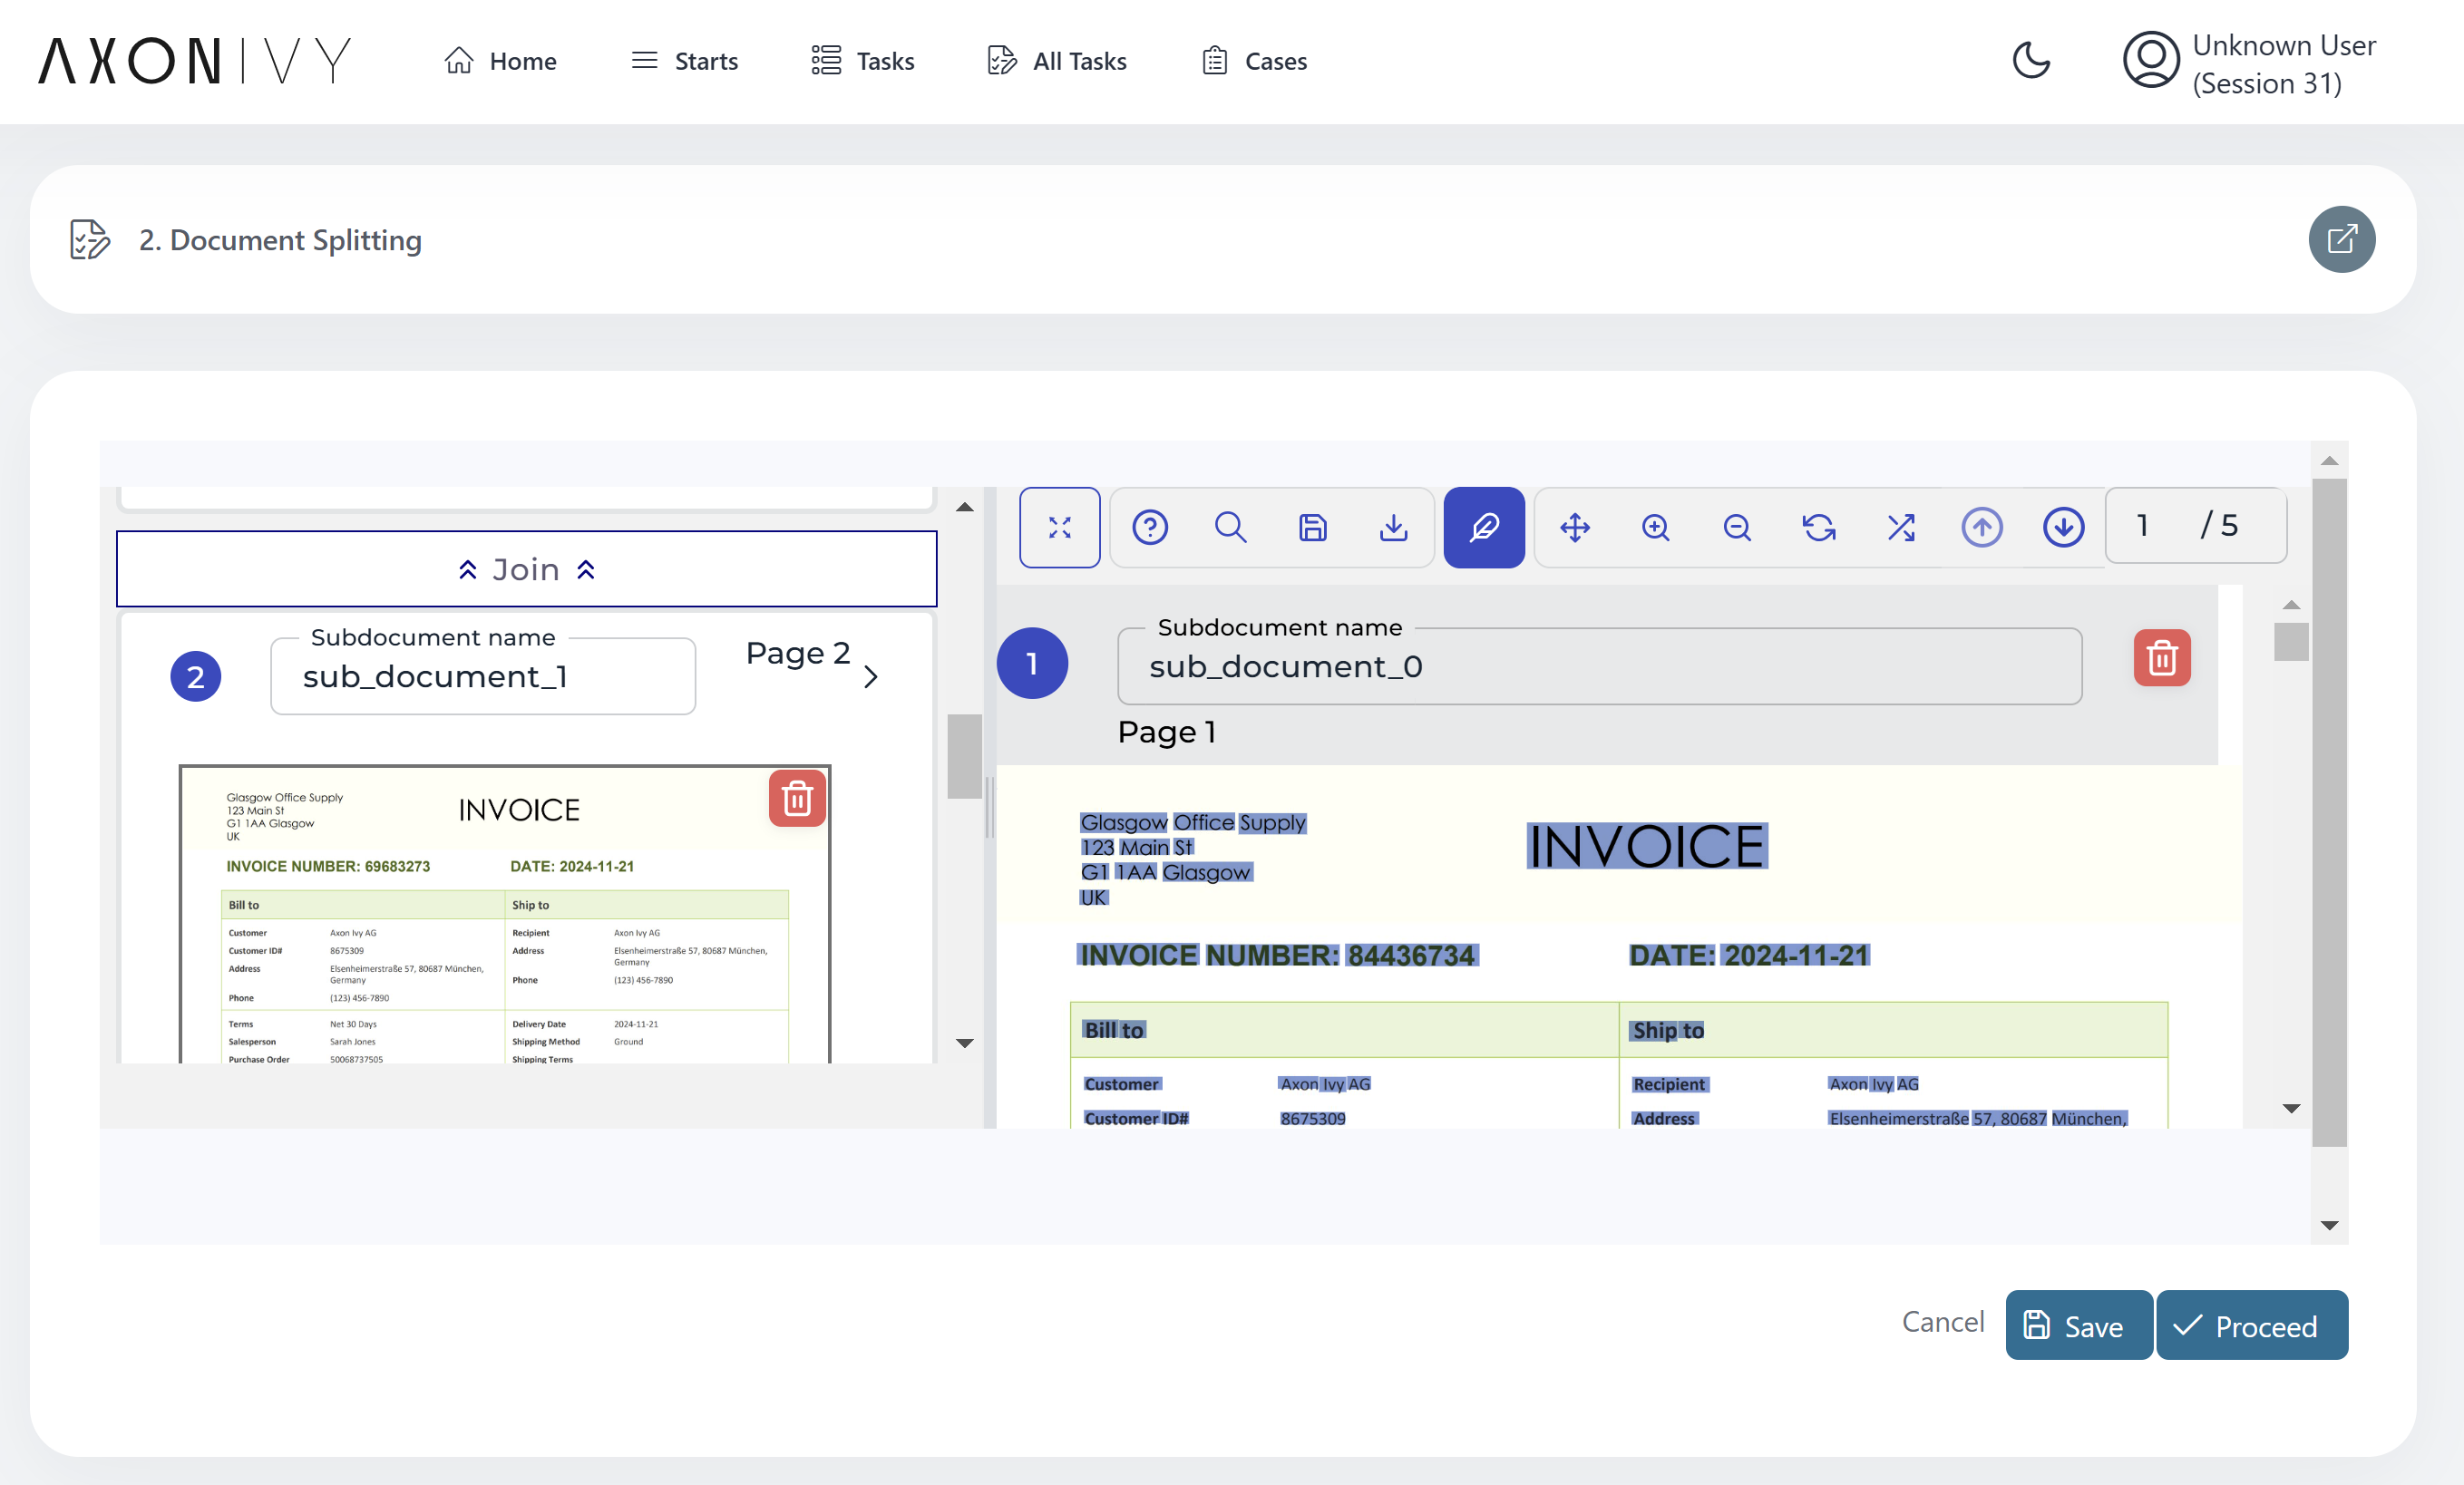 AXONIVY
Home
Starts
Tasks
All Tasks
Cases
Unknown User
(Session 31)
2. Document Splitting
Join
2
Subdocument name
sub_document_1
Page 2
Glasgow Office Supply
123 Main St
G1 1AA Glasgow
UK
INVOICE
INVOICE NUMBER: 69683273
DATE: 2024-11-21
Bill to
Ship to
Customer
Axon Ivy AG
Recipient
Axon Ivy AG
Customer ID#
8675309
Address
Elsenheimerstraße 57, 80687 München,
Germany
Address
Elsenheimerstraße 57, 80687 München,
Germany
Phone
(123) 456-7890
Phone
(123) 456-7890
Terms
Net 30 Days
Delivery Date
2024-11-21
Salesperson
Sarah Jones
Shipping Method
Ground
Purchase Order
50068737505
Shipping Terms
1 / 5
1
Subdocument name
sub_document_0
Page 1
Glasgow Office Supply
123 Main St
G1 1AA Glasgow
UK
INVOICE
INVOICE NUMBER: 84436734
DATE: 2024-11-21
Bill to
Ship to
Customer
Axon Ivy AG
Recipient
Axon Ivy AG
Customer ID#
8675309
Address
Elsenheimerstraße 57, 80687 München,
Cancel
Save
Proceed